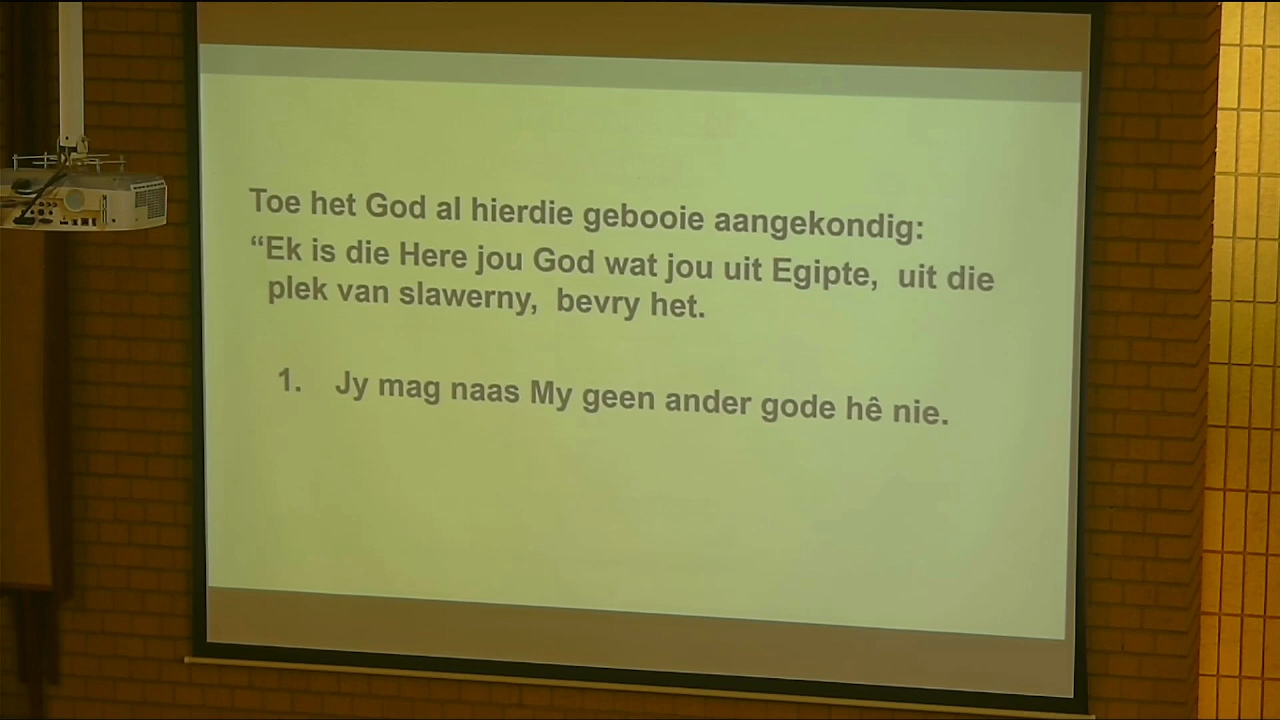 Toe het God al hierdie gebooie aangekondig:
“Ek is die Here jou God wat jou uit Egipte, uit die
plek van slawerny, bevry het.
1. Jy mag naas My geen ander gode hê nie.